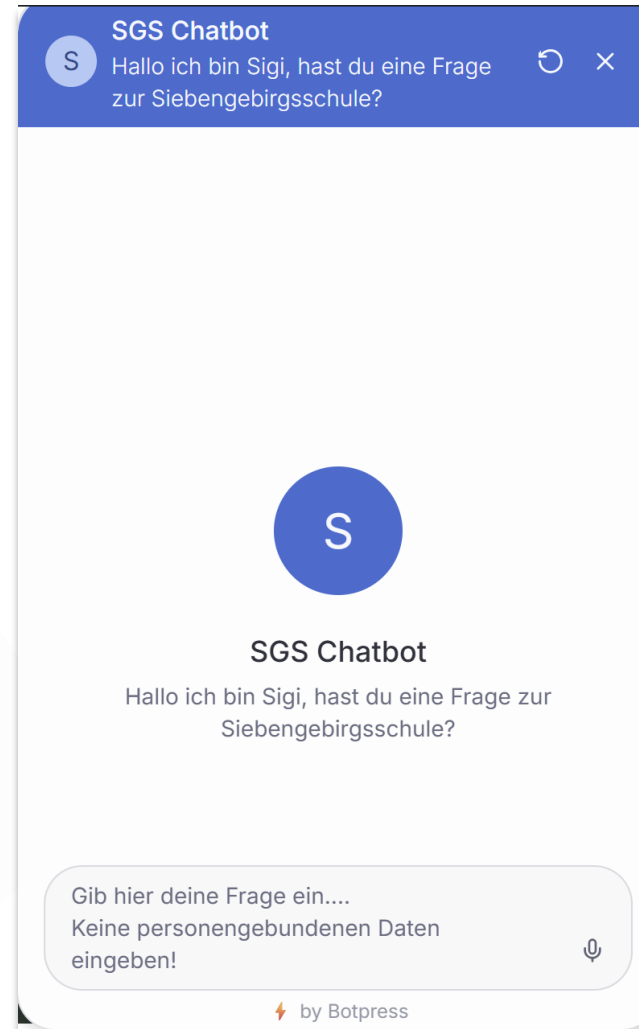 SGS Chatbot
S
Hallo ich bin Sigi, hast du eine Frage
zur Siebengebirgsschule?
S
SGS Chatbot
Hallo ich bin Sigi, hast du eine Frage zur
Siebengebirgsschule?
Gib hier deine Frage ein....
Keine personengebundenen Daten
eingeben!
by Botpress